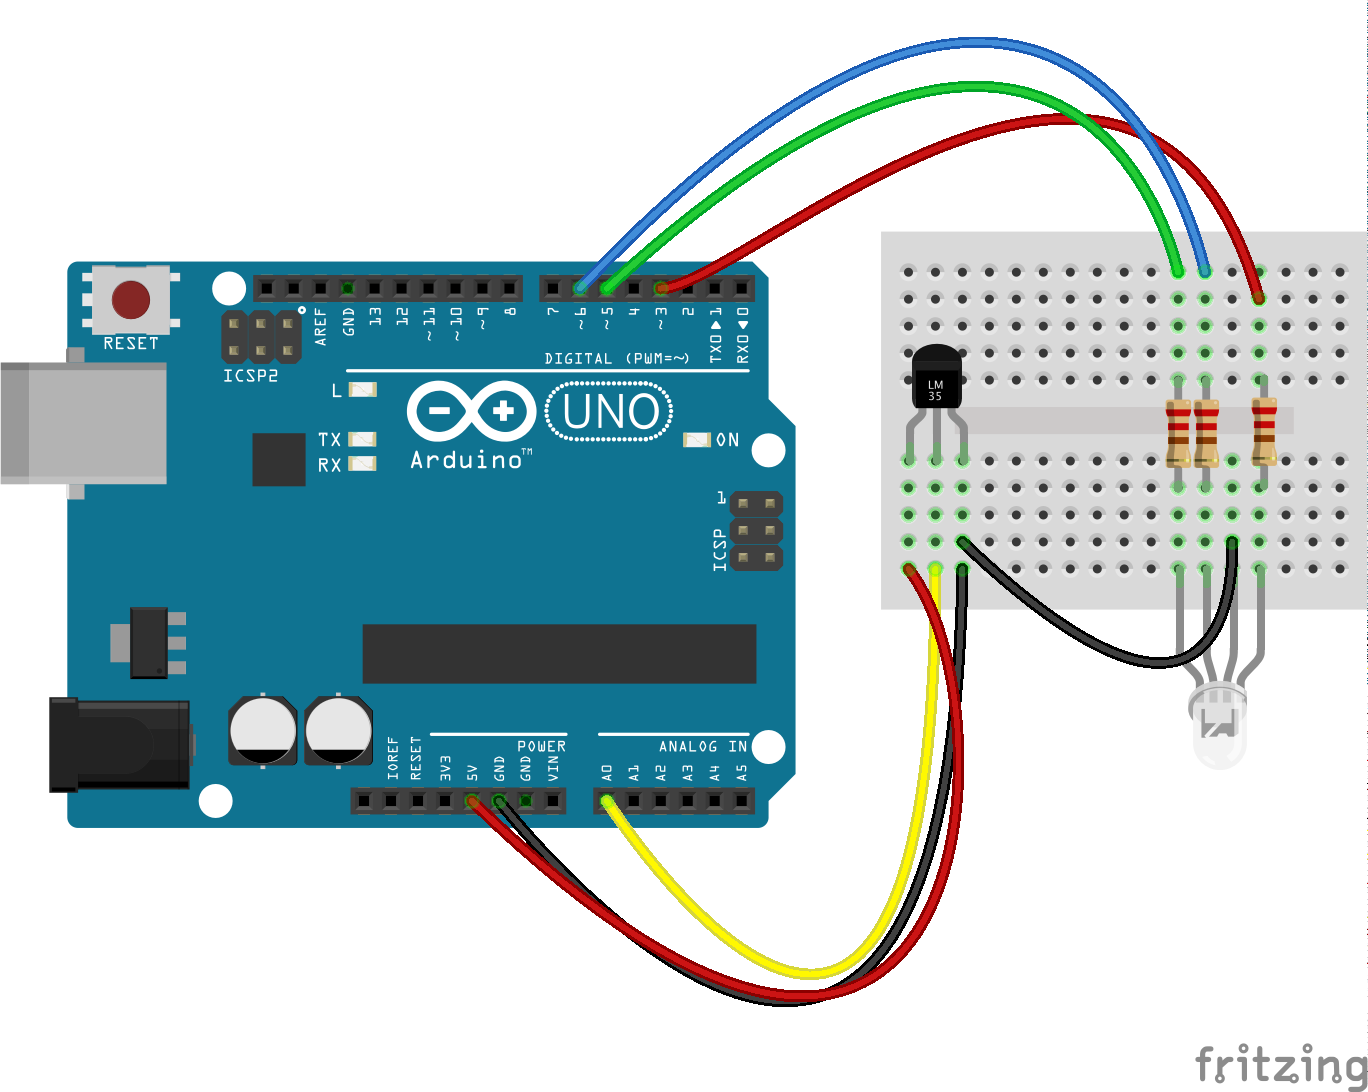 RESET
ICSP2
AREF
GND
13
12
~11
~10
~9
8
7
~6
~5
4
~3
2
TX0▶1
RX0◀0
DIGITAL (PWM=~)
L
TX
RX
UNO
Arduino™
ON
1
ICSP
LM
35
POWER
ANALOG IN
IOREF
RESET
3V3
5V
GND
GND
VIN
A0
A1
A2
A3
A4
A5
fritzing